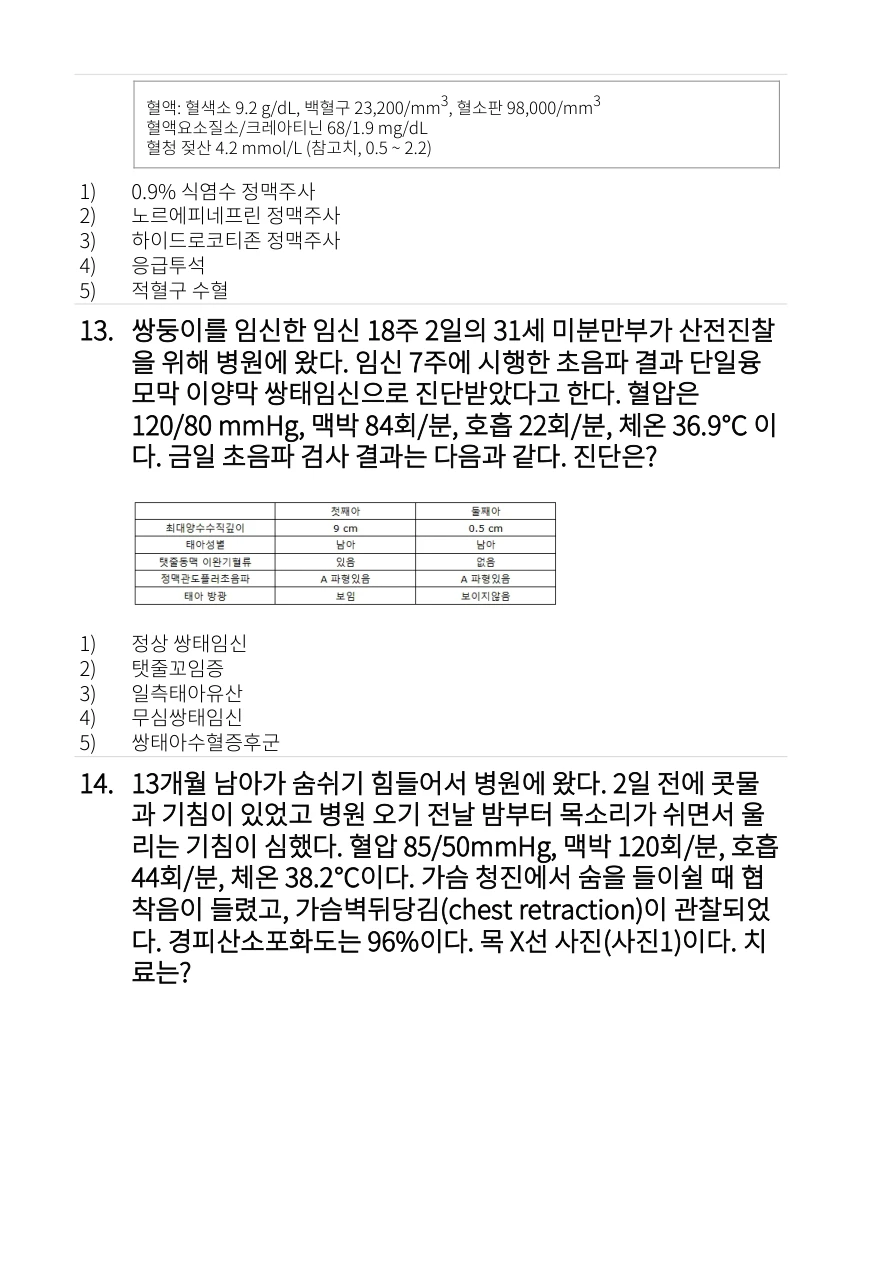 혈액: 혈색소 9.2 g/dL, 백혈구 23,200/mm3, 혈소판 98,000/mm3
혈액요소질소/크레아티닌 68/1.9 mg/dL
혈청 젖산 4.2 mmol/L (참고치, 0.5 ~ 2.2)
1) 0.9% 식염수 정맥주사
2) 노르에피네프린 정맥주사
3) 하이드로코티존 정맥주사
4) 응급투석
5) 적혈구 수혈
13. 쌍둥이를 임신한 임신 18주 2일의 31세 미분만부가 산전진찰
을 위해 병원에 왔다. 임신 7주에 시행한 초음파 결과 단일융
모막 이양막 쌍태임신으로 진단받았다고 한다. 혈압은
120/80 mmHg, 맥박 84회/분, 호흡 22회/분, 체온 36.9℃ 이
다. 금일 초음파 검사 결과는 다음과 같다. 진단은?
첫째아 둘째아
최대양수수직깊이 9 cm 0.5 cm
태아성별 남아 남아
탯줄동맥 이완기혈류 있음 없음
정맥관도플러초음파 A 파형있음 A 파형있음
태아 방광 보임 보이지않음
1) 정상 쌍태임신
2) 탯줄꼬임증
3) 일측태아유산
4) 무심쌍태임신
5) 쌍태아수혈증후군
14. 13개월 남아가 숨쉬기 힘들어서 병원에 왔다. 2일 전에 콧물
과 기침이 있었고 병원 오기 전날 밤부터 목소리가 쉬면서 울
리는 기침이 심했다. 혈압 85/50mmHg, 맥박 120회/분, 호흡
44회/분, 체온 38.2℃이다. 가슴 청진에서 숨을 들이쉴 때 협
착음이 들렸고, 가슴벽뒤당김(chest retraction)이 관찰되었
다. 경피산소포화도는 96%이다. 목 X선 사진(사진1)이다. 치
료는?